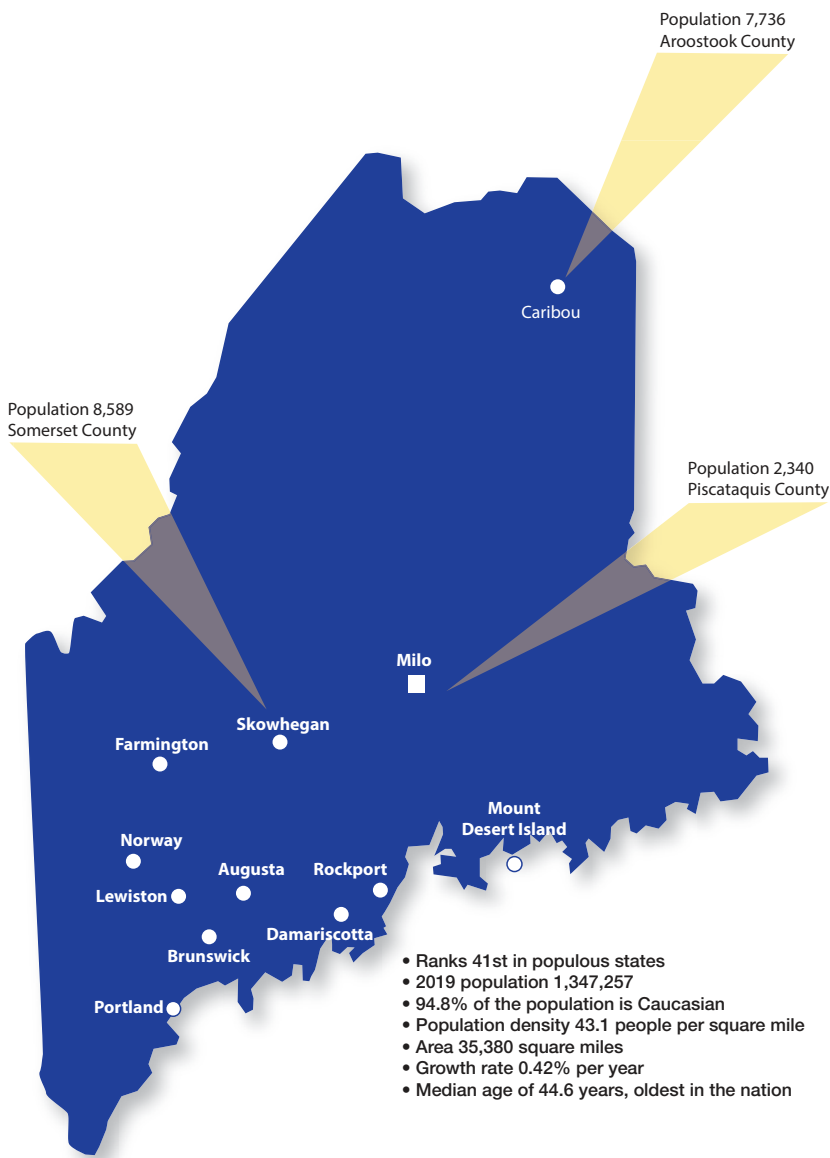 Population 7,736
Aroostook County
Caribou
Population 8,589
Somerset County
Population 2,340
Piscataquis County
Milo
Skowhegan
Farmington
Mount
Desert Island
Norway
Augusta
Rockport
Lewiston
Damariscotta
Brunswick
Portland
• Ranks 41st in populous states
• 2019 population 1,347,257
• 94.8% of the population is Caucasian
• Population density 43.1 people per square mile
• Area 35,380 square miles
• Growth rate 0.42% per year
• Median age of 44.6 years, oldest in the nation